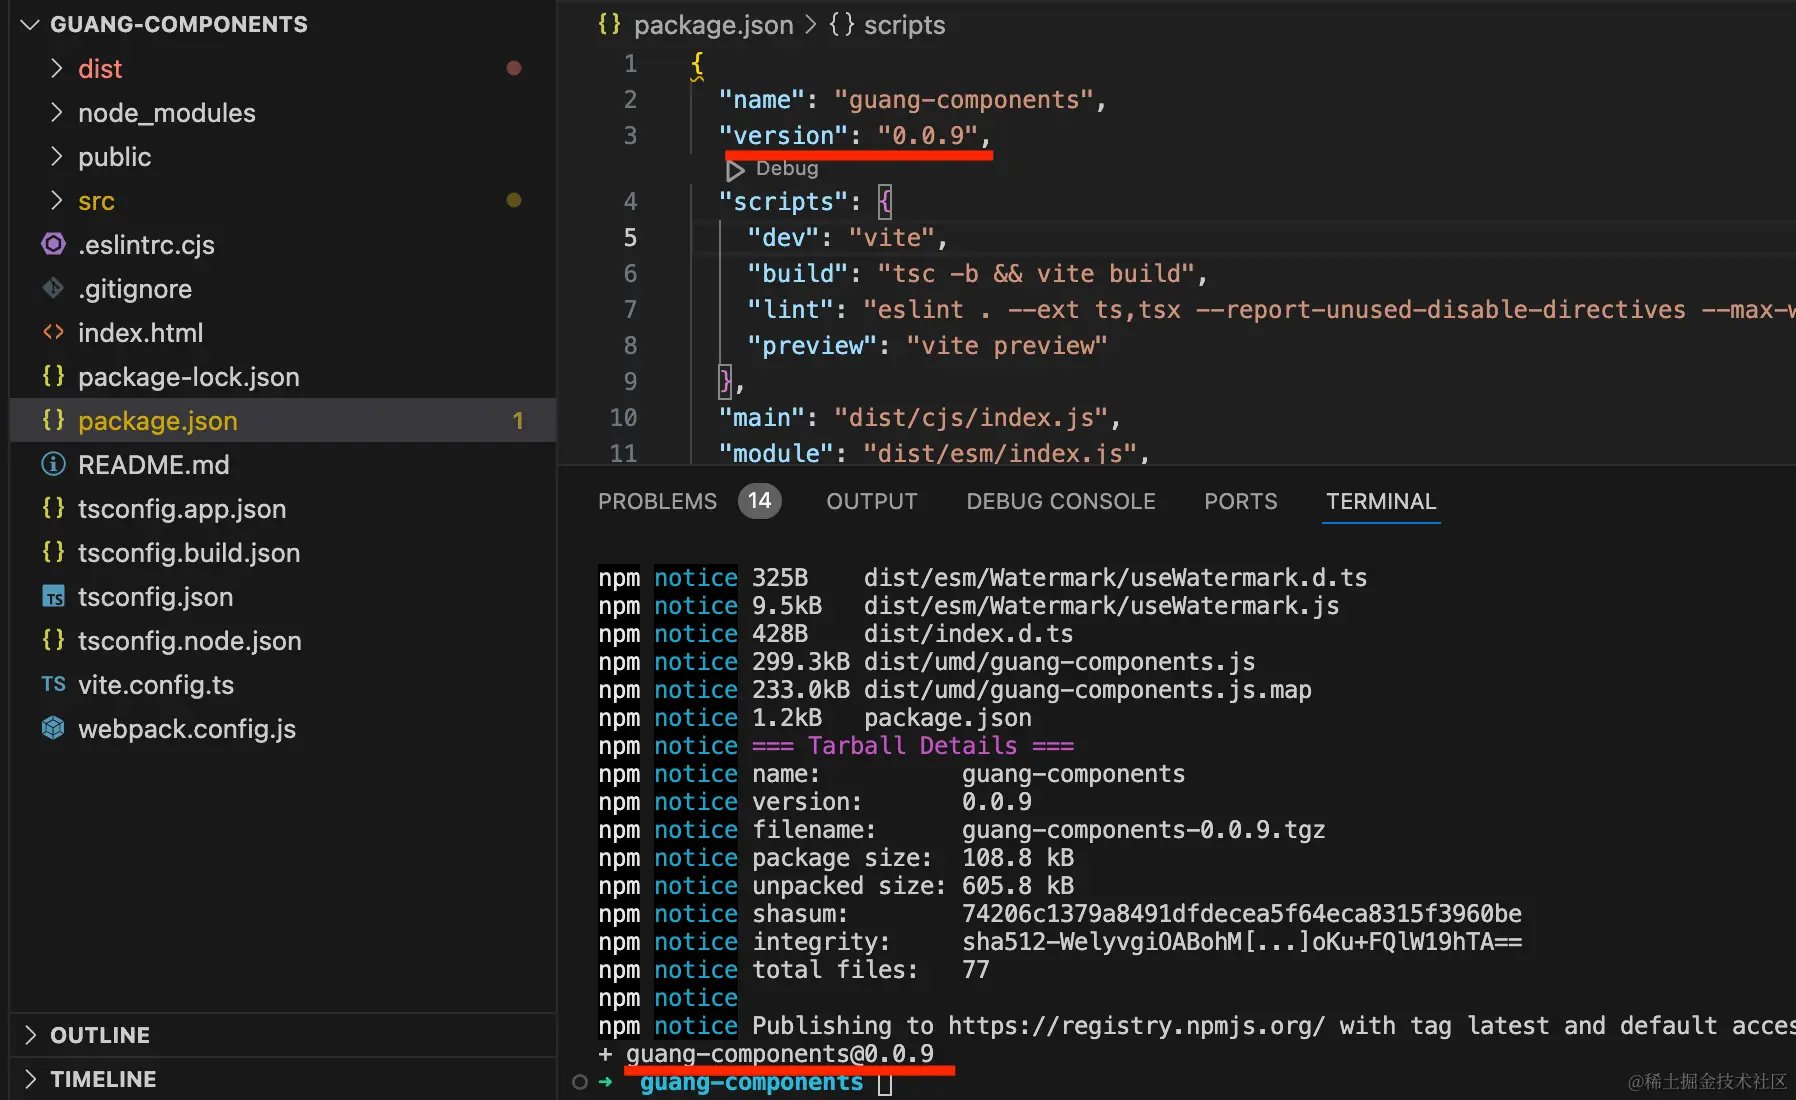 GUANG-COMPONENTS
dist
node_modules
public
src
.eslintrc.cjs
.gitignore
index.html
package-lock.json
package.json 1
README.md
tsconfig.app.json
tsconfig.build.json
tsconfig.json
tsconfig.node.json
vite.config.ts
webpack.config.js
OUTLINE
TIMELINE
{} package.json > {} scripts
1 {
2 "name": "guang-components",
3 "version": "0.0.9",
Debug
4 "scripts": {
5 "dev": "vite",
6 "build": "tsc -b && vite build",
7 "lint": "eslint . --ext ts,tsx --report-unused-disable-directives --max-w
8 "preview": "vite preview"
9 },
10 "main": "dist/cjs/index.js",
11 "module": "dist/esm/index.js",
PROBLEMS 14 OUTPUT DEBUG CONSOLE PORTS TERMINAL
npm notice 325B dist/esm/Watermark/useWatermark.d.ts
npm notice 9.5kB dist/esm/Watermark/useWatermark.js
npm notice 428B dist/index.d.ts
npm notice 299.3kB dist/umd/guang-components.js
npm notice 233.0kB dist/umd/guang-components.js.map
npm notice 1.2kB package.json
npm notice === Tarball Details ===
npm notice name: guang-components
npm notice version: 0.0.9
npm notice filename: guang-components-0.0.9.tgz
npm notice package size: 108.8 kB
npm notice unpacked size: 605.8 kB
npm notice shasum: 74206c1379a8491dfdecea5f64eca8315f3960be
npm notice integrity: sha512-WelyvgiOABohM[...]oKu+FQlW19hTA==
npm notice total files: 77
npm notice
npm notice Publishing to https://registry.npmjs.org/ with tag latest and default acces
+ guang-components@0.0.9
➜ guang-components
@稀土掘金技术社区